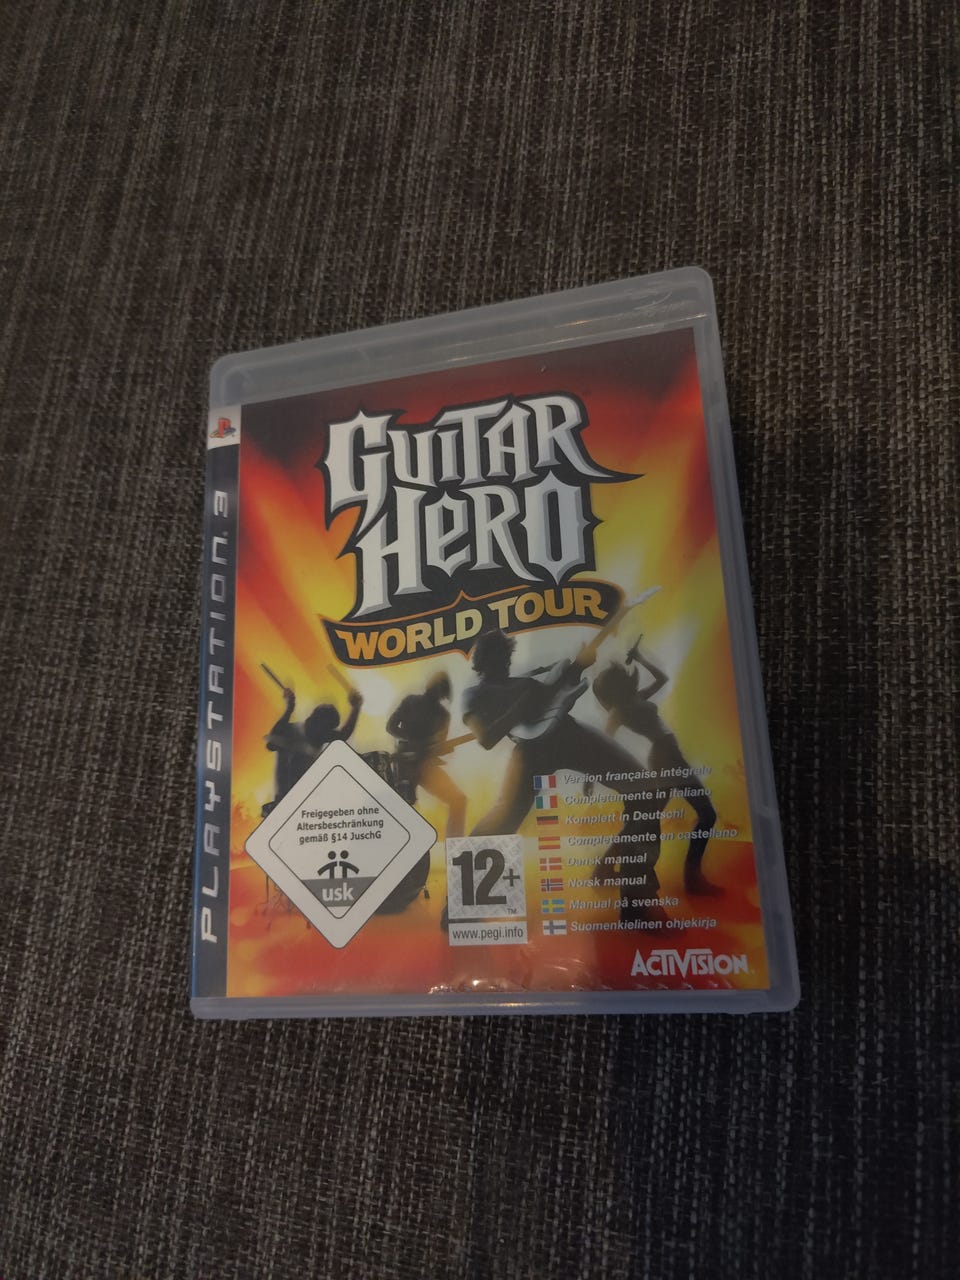 PLAYSTATION 3
GUITAR
HERO
WORLD TOUR
Freigegeben ohne
Altersbeschränkung
gemäß §14 JuschG
usk
12+
TM
www.pegi.info
Version française intégrale
Completamente in italiano
Komplett in Deutsch!
Completamente en castellano
Dansk manual
Norsk manual
Manual på svenska
Suomenkielinen ohjekirja
ACTIVISION